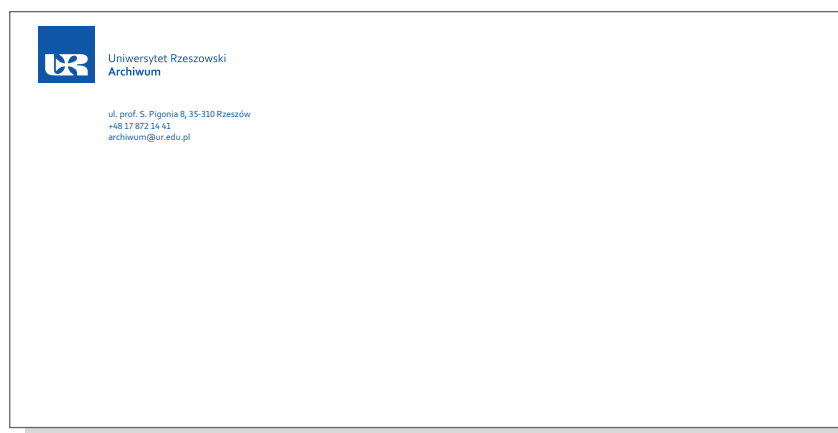 UR
Uniwersytet Rzeszowski
Archiwum
ul. prof. S. Pigonia 8, 35-310 Rzeszów
+48 17 872 14 41
archiwum@ur.edu.pl